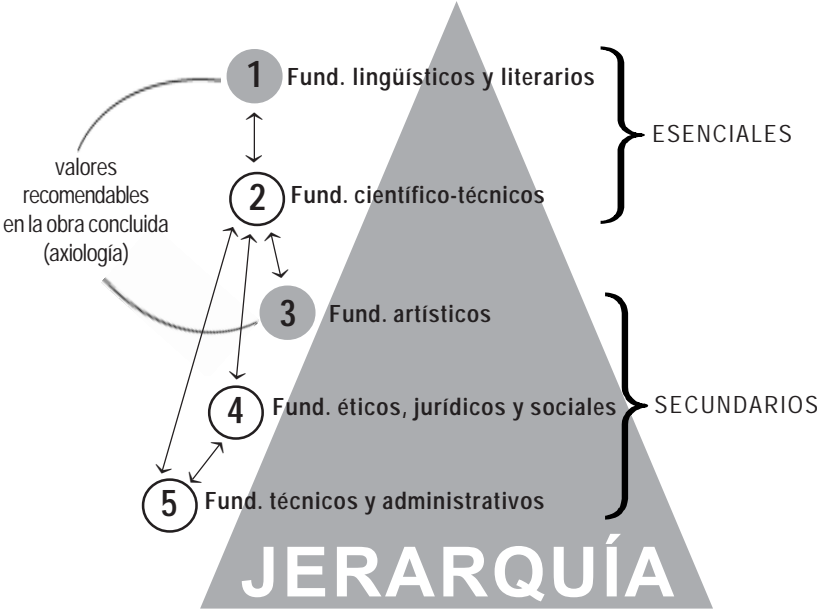 1 Fund. lingüísticos y literarios
ESENCIALES
valores
recomendables
en la obra concluida
(axiología)
2 Fund. científico-técnicos
3 Fund. artísticos
4 Fund. éticos, jurídicos y sociales
SECUNDARIOS
5 Fund. técnicos y administrativos
JERARQUÍA